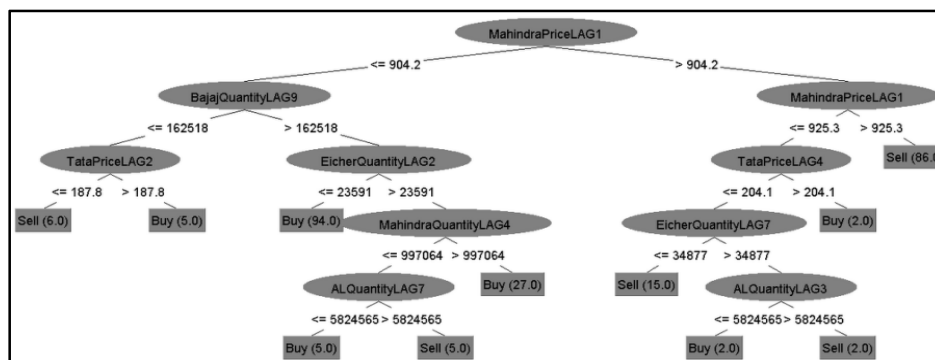 MahindraPriceLAG1
<= 904.2 > 904.2
BajajQuantityLAG9 MahindraPriceLAG1
<= 162518 > 162518 <= 925.3 > 925.3
TataPriceLAG2 EicherQuantityLAG2 TataPriceLAG4 Sell (86.0)
<= 187.8 > 187.8 <= 23591 > 23591 <= 204.1 > 204.1
Sell (6.0) Buy (5.0) Buy (94.0) MahindraQuantityLAG4 EicherQuantityLAG7 Buy (2.0)
<= 997064 > 997064 <= 34877 > 34877
ALQuantityLAG7 Buy (27.0) Sell (15.0) ALQuantityLAG3
<= 5824565 > 5824565 <= 5824565 > 5824565
Buy (5.0) Sell (5.0) Buy (2.0) Sell (2.0)